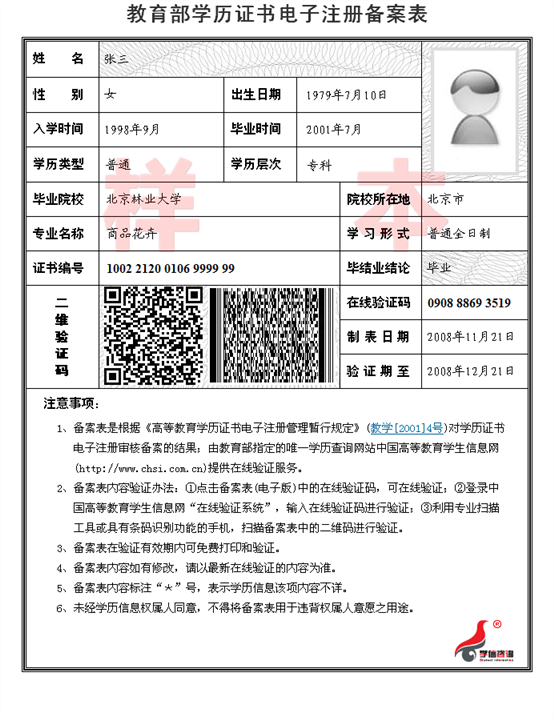 教育部学历证书电子注册备案表
姓 名 张三
性 别 女 出生日期 1979年7月10日
入学时间 1998年9月 毕业时间 2001年7月
学历类型 普通 学历层次 专科
样 本
毕业院校 北京林业大学 院校所在地 北京市
专业名称 商品花卉 学习形式 普通全日制
证书编号 1002 2120 0106 9999 99 毕结业结论 毕业
二维验证码 在线验证码 0908 8869 3519
制表日期 2008年11月21日
验证期至 2008年12月21日
注意事项：
1、备案表是根据《高等教育学历证书电子注册管理暂行规定》(教学[2001]4号)对学历证书
电子注册审核备案的结果；由教育部指定的唯一学历查询网站中国高等教育学生信息网
(http://www.chsi.com.cn)提供在线验证服务。
2、备案表内容验证办法：①点击备案表(电子版)中的在线验证码，可在线验证；②登录中
国高等教育学生信息网“在线验证系统”，输入在线验证码进行验证；③利用专业扫描
工具或具有条码识别功能的手机，扫描备案表中的二维码进行验证。
3、备案表在验证有效期内可免费打印和验证。
4、备案表内容如有修改，请以最新在线验证的内容为准。
5、备案表内容标注“＊”号，表示学历信息该项内容不详。
6、未经学历信息权属人同意，不得将备案表用于违背权属人意愿之用途。
®
学信咨询